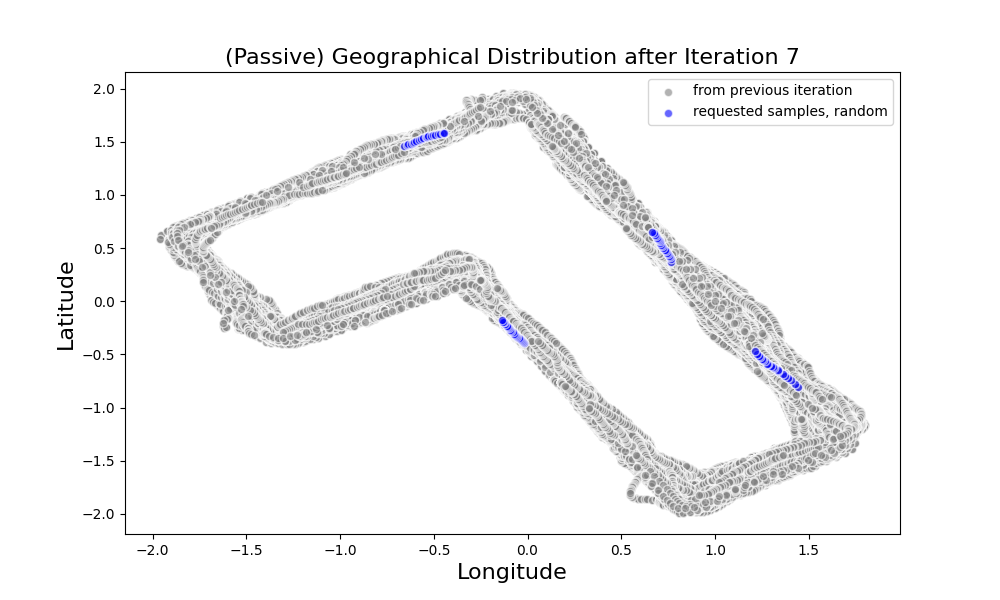 (Passive) Geographical Distribution after Iteration 7
from previous iteration
requested samples, random
2.0
1.5
1.0
0.5
0.0
−0.5
−1.0
−1.5
−2.0
Latitude
−2.0 −1.5 −1.0 −0.5 0.0 0.5 1.0 1.5
Longitude